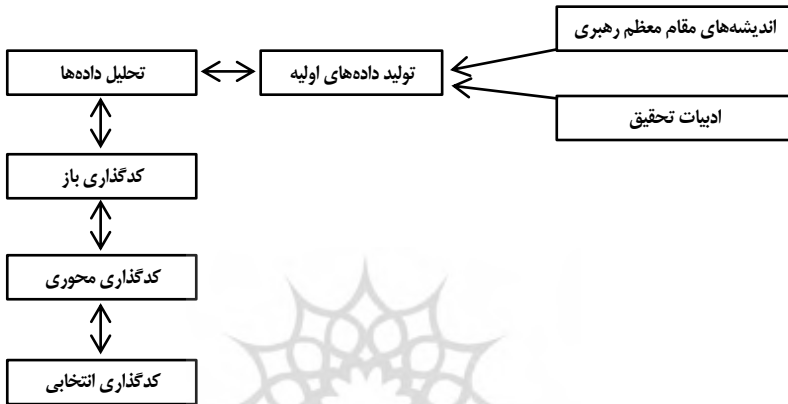 اندیشه‌های مقام معظم رهبری
تولید داده‌های اولیه
تحلیل داده‌ها
ادبیات تحقیق
کدگذاری باز
کدگذاری محوری
کدگذاری انتخابی